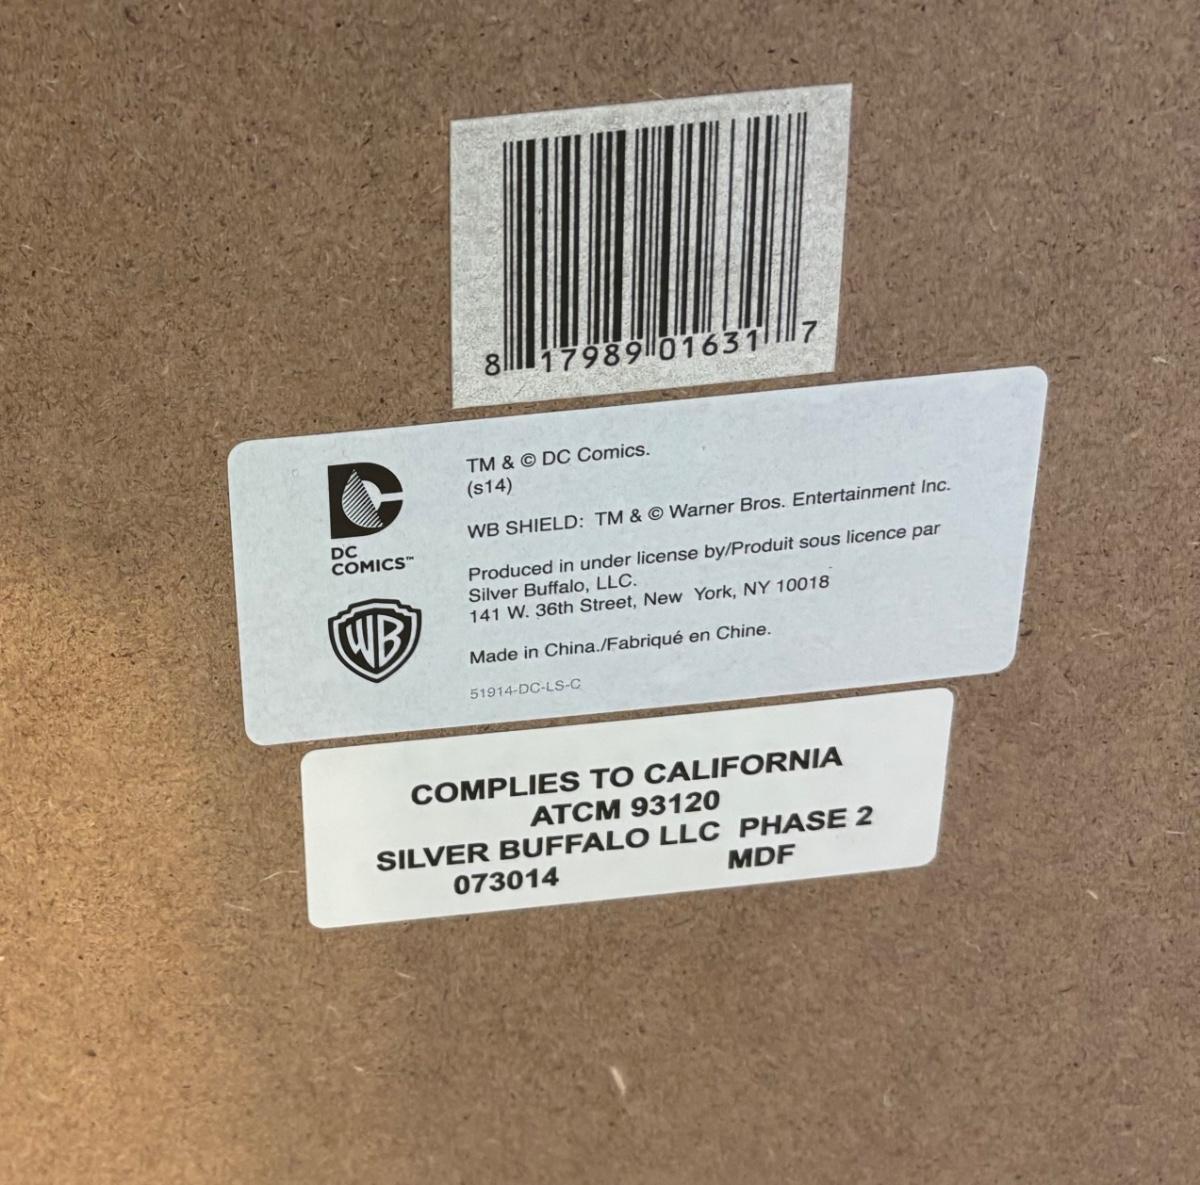 8 17989 01631 7
DC
COMICS™
WB
TM & © DC Comics.
(s14)
WB SHIELD: TM & © Warner Bros. Entertainment Inc.
Produced in under license by/Produit sous licence par
Silver Buffalo, LLC.
141 W. 36th Street, New York, NY 10018
Made in China./Fabriqué en Chine.
51914-DC-LS-C
COMPLIES TO CALIFORNIA
ATCM 93120
SILVER BUFFALO LLC PHASE 2
073014 MDF